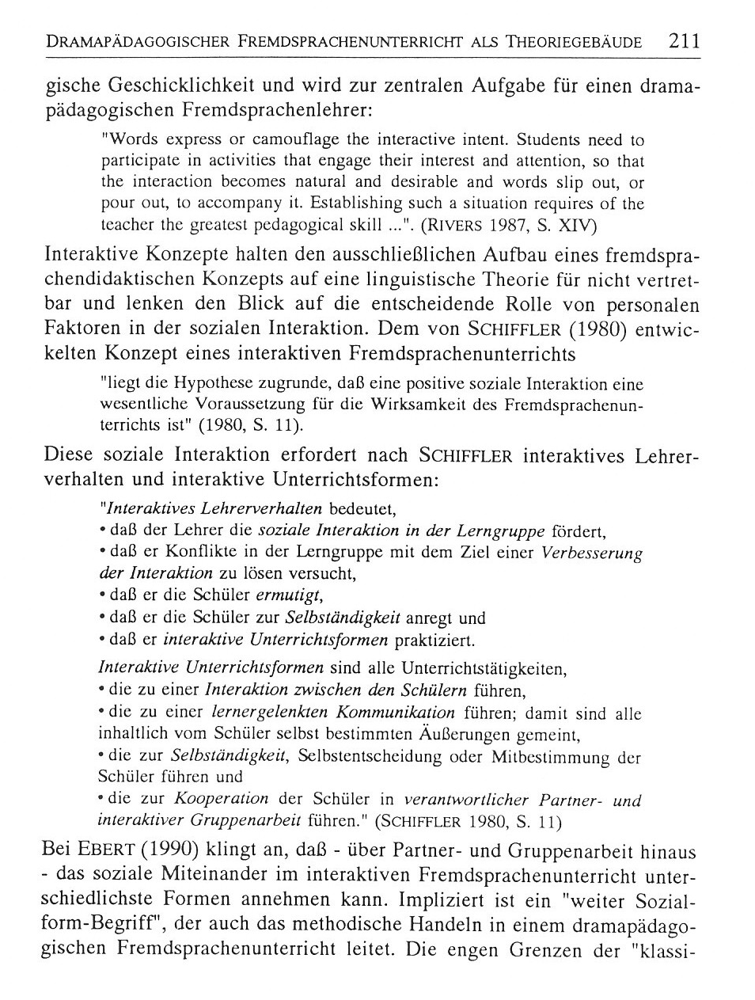 DRAMAPÄDAGOGISCHER FREMDSPRACHENUNTERRICHT ALS THEORIEGEBÄUDE 211
gische Geschicklichkeit und wird zur zentralen Aufgabe für einen drama-
pädagogischen Fremdsprachenlehrer:
"Words express or camouflage the interactive intent. Students need to
participate in activities that engage their interest and attention, so that
the interaction becomes natural and desirable and words slip out, or
pour out, to accompany it. Establishing such a situation requires of the
teacher the greatest pedagogical skill ...". (RIVERS 1987, S. XIV)
Interaktive Konzepte halten den ausschließlichen Aufbau eines fremdspra-
chendidaktischen Konzepts auf eine linguistische Theorie für nicht vertret-
bar und lenken den Blick auf die entscheidende Rolle von personalen
Faktoren in der sozialen Interaktion. Dem von SCHIFFLER (1980) entwic-
kelten Konzept eines interaktiven Fremdsprachenunterrichts
"liegt die Hypothese zugrunde, daß eine positive soziale Interaktion eine
wesentliche Voraussetzung für die Wirksamkeit des Fremdsprachenun-
terrichts ist" (1980, S. 11).
Diese soziale Interaktion erfordert nach SCHIFFLER interaktives Lehrer-
verhalten und interaktive Unterrichtsformen:
"Interaktives Lehrerverhalten bedeutet,
• daß der Lehrer die soziale Interaktion in der Lerngruppe fördert,
• daß er Konflikte in der Lerngruppe mit dem Ziel einer Verbesserung
der Interaktion zu lösen versucht,
• daß er die Schüler ermutigt,
• daß er die Schüler zur Selbständigkeit anregt und
• daß er interaktive Unterrichtsformen praktiziert.
Interaktive Unterrichtsformen sind alle Unterrichtstätigkeiten,
• die zu einer Interaktion zwischen den Schülern führen,
• die zu einer lernergelenkten Kommunikation führen; damit sind alle
inhaltlich vom Schüler selbst bestimmten Äußerungen gemeint,
• die zur Selbständigkeit, Selbstentscheidung oder Mitbestimmung der
Schüler führen und
• die zur Kooperation der Schüler in verantwortlicher Partner- und
interaktiver Gruppenarbeit führen." (SCHIFFLER 1980, S. 11)
Bei EBERT (1990) klingt an, daß - über Partner- und Gruppenarbeit hinaus
- das soziale Miteinander im interaktiven Fremdsprachenunterricht unter-
schiedlichste Formen annehmen kann. Impliziert ist ein "weiter Sozial-
form-Begriff", der auch das methodische Handeln in einem dramapädago-
gischen Fremdsprachenunterricht leitet. Die engen Grenzen der "klassi-